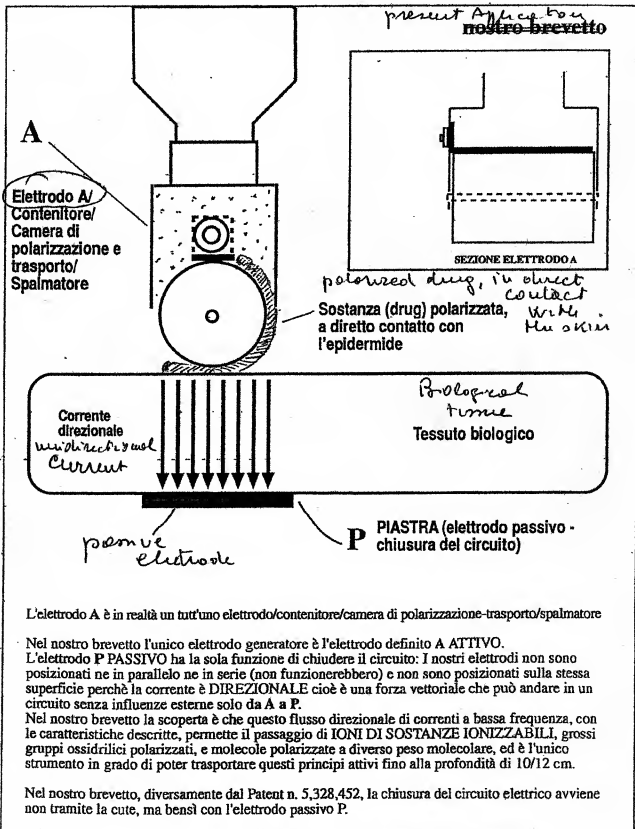 present Application
nostro brevetto
A
Elettrodo A/
Contenitore/
Camera di
polarizzazione e
trasporto/
Spalmatore
SEZIONE ELETTRODO A
polarized drug, in direct
contact
with
the skin
Sostanza (drug) polarizzata,
a diretto contatto con
l'epidermide
Biological
tissue
Tessuto biologico
Corrente
direzionale
unidirectional
current
passive
electrode
P PIASTRA (elettrodo passivo -
chiusura del circuito)
L'elettrodo A è in realtà un tutt'uno elettrodo/contenitore/camera di polarizzazione-trasporto/spalmatore
Nel nostro brevetto l'unico elettrodo generatore è l'elettrodo definito A ATTIVO.
L'elettrodo P PASSIVO ha la sola funzione di chiudere il circuito: I nostri elettrodi non sono
posizionati ne in parallelo ne in serie (non funzionerebbero) e non sono posizionati sulla stessa
superficie perchè la corrente è DIREZIONALE cioè è una forza vettoriale che può andare in un
circuito senza influenze esterne solo da A a P.
Nel nostro brevetto la scoperta è che questo flusso direzionale di correnti a bassa frequenza, con
le caratteristiche descritte, permette il passaggio di IONI DI SOSTANZE IONIZZABILI, grossi
gruppi ossidrilici polarizzati, e molecole polarizzate a diverso peso molecolare, ed è l'unico
strumento in grado di poter trasportare questi principi attivi fino alla profondità di 10/12 cm.
Nel nostro brevetto, diversamente dal Patent n. 5,328,452, la chiusura del circuito elettrico avviene
non tramite la cute, ma bensì con l'elettrodo passivo P.